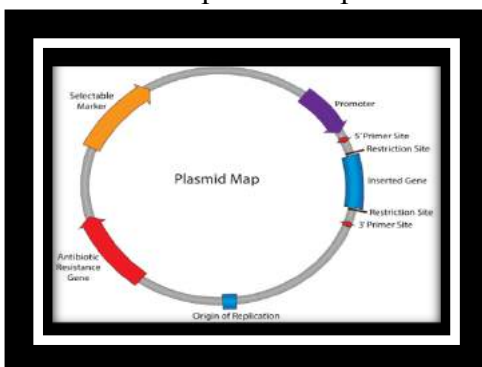 Selectable
Marker
Promoter
5' Primer Site
Restriction Site
Plasmid Map
Inserted Gene
Restriction Site
3' Primer Site
Antibiotic
Resistance
Gene
Origin of Replication